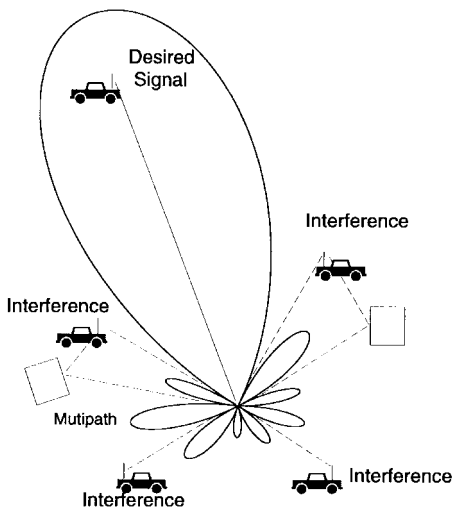 Desired
Signal
Interference
Interference
Mutipath
Interference
Interference